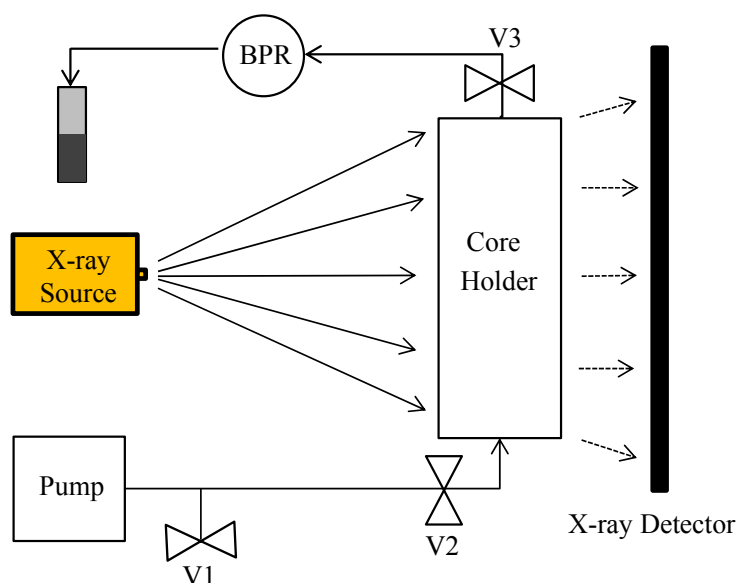 V3
BPR
X-ray
Source
Core
Holder
Pump
V2
V1
X-ray Detector